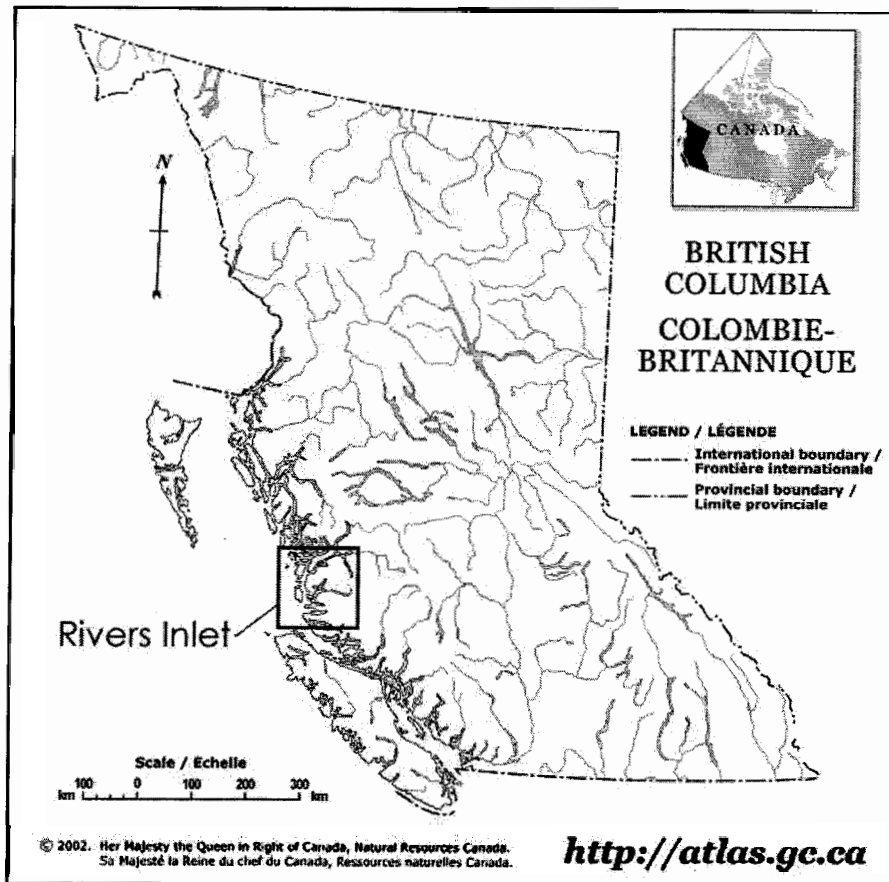 N
CANADA
BRITISH
COLUMBIA
COLOMBIE-
BRITANNIQUE
LEGEND / LÉGENDE
International boundary /
Frontière internationale
Provincial boundary /
Limite provinciale
Rivers Inlet
Scale / Échelle
100 0 100 200 300
km km
© 2002. Her Majesty the Queen in Right of Canada, Natural Resources Canada.
Sa Majesté la Reine du chef du Canada, Ressources naturelles Canada.
http://atlas.gc.ca